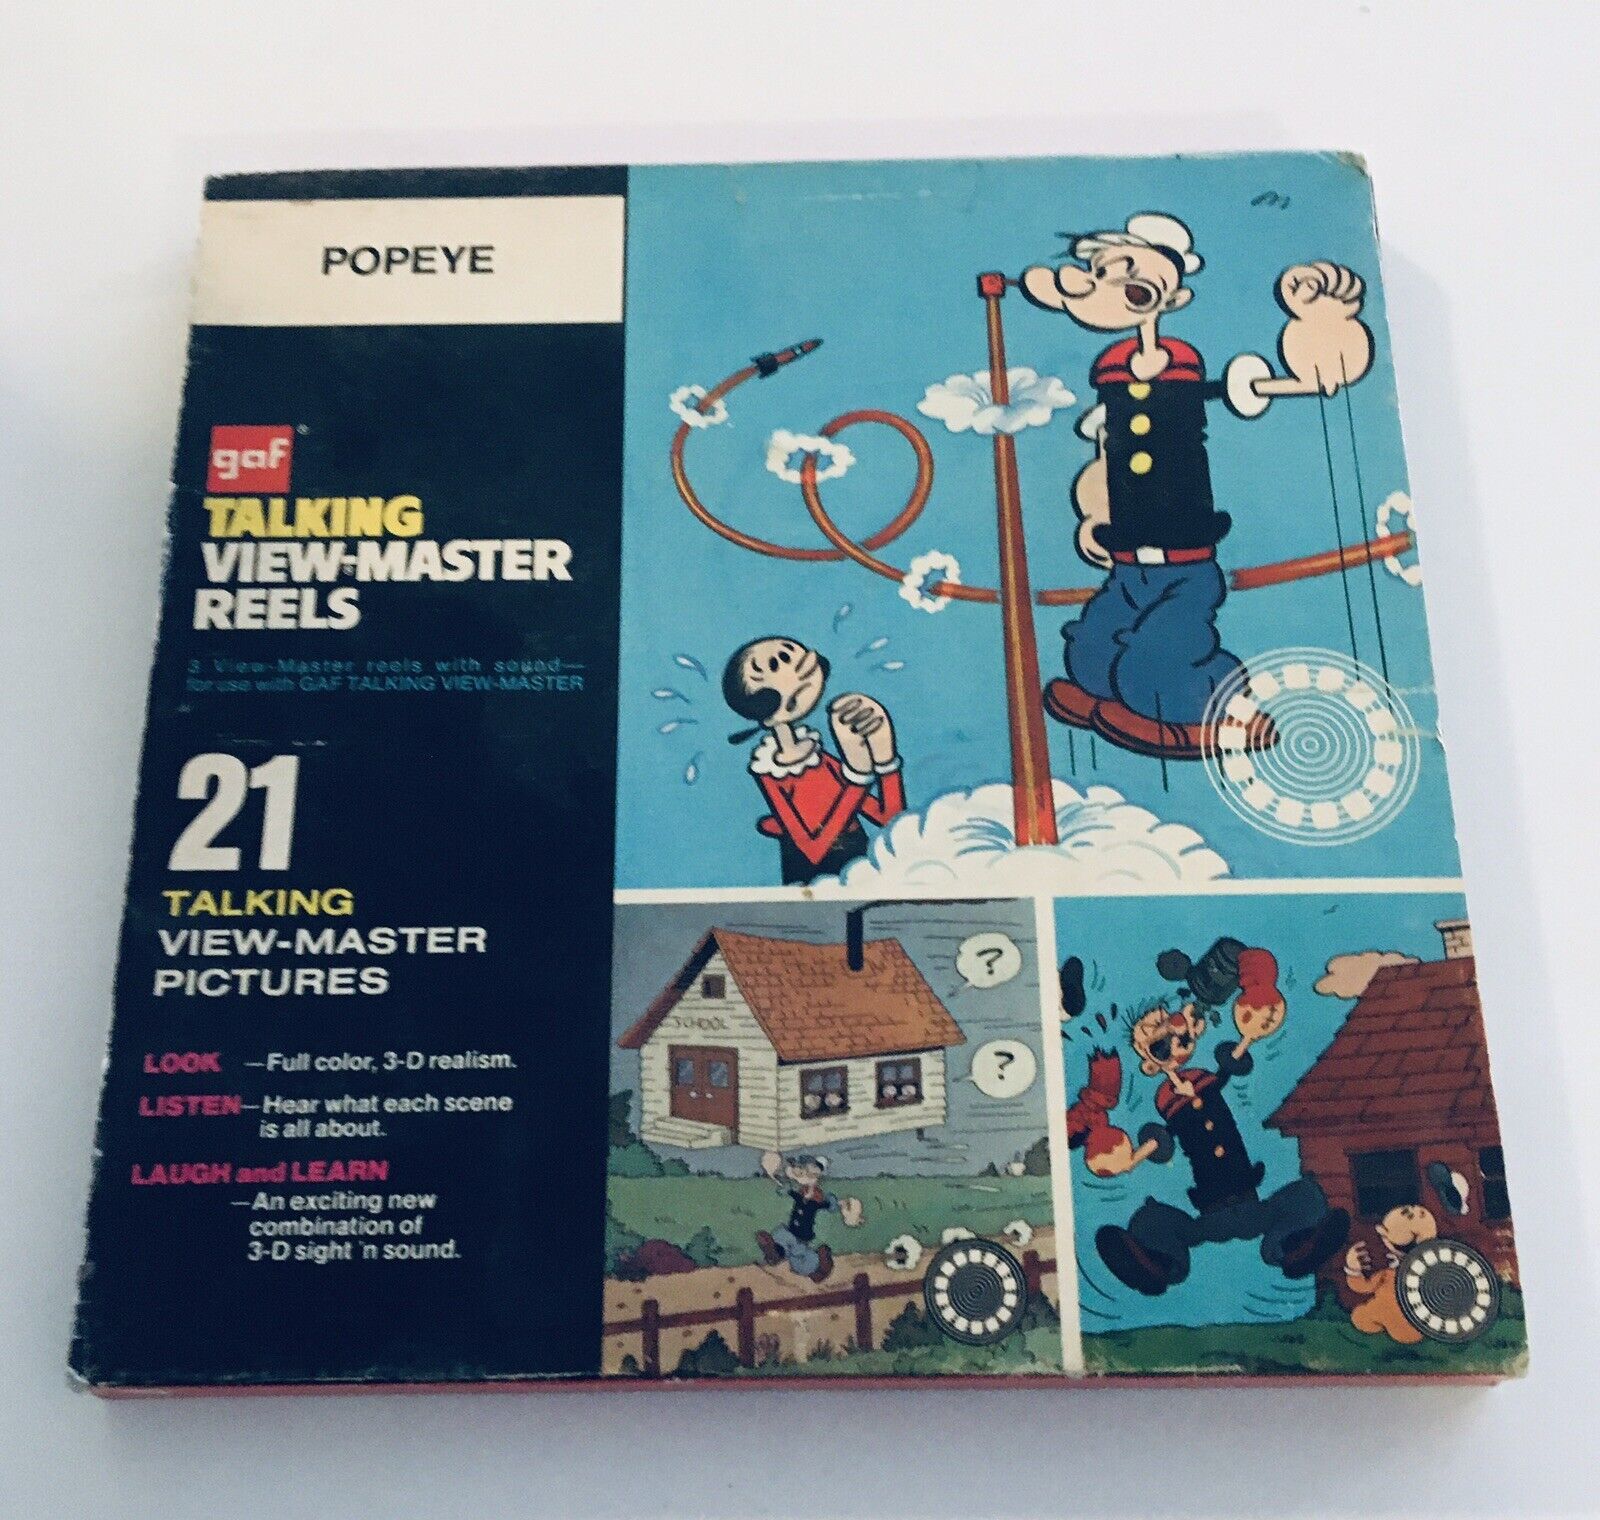 POPEYE
gaf®
TALKING
VIEW-MASTER®
REELS
3 View-Master reels with sound—
for use with GAF TALKING VIEW-MASTER
21
TALKING
VIEW-MASTER
PICTURES
LOOK —Full color, 3-D realism.
LISTEN—Hear what each scene
is all about.
LAUGH and LEARN
—An exciting new
combination of
3-D sight 'n sound.
?
SCHOOL
?